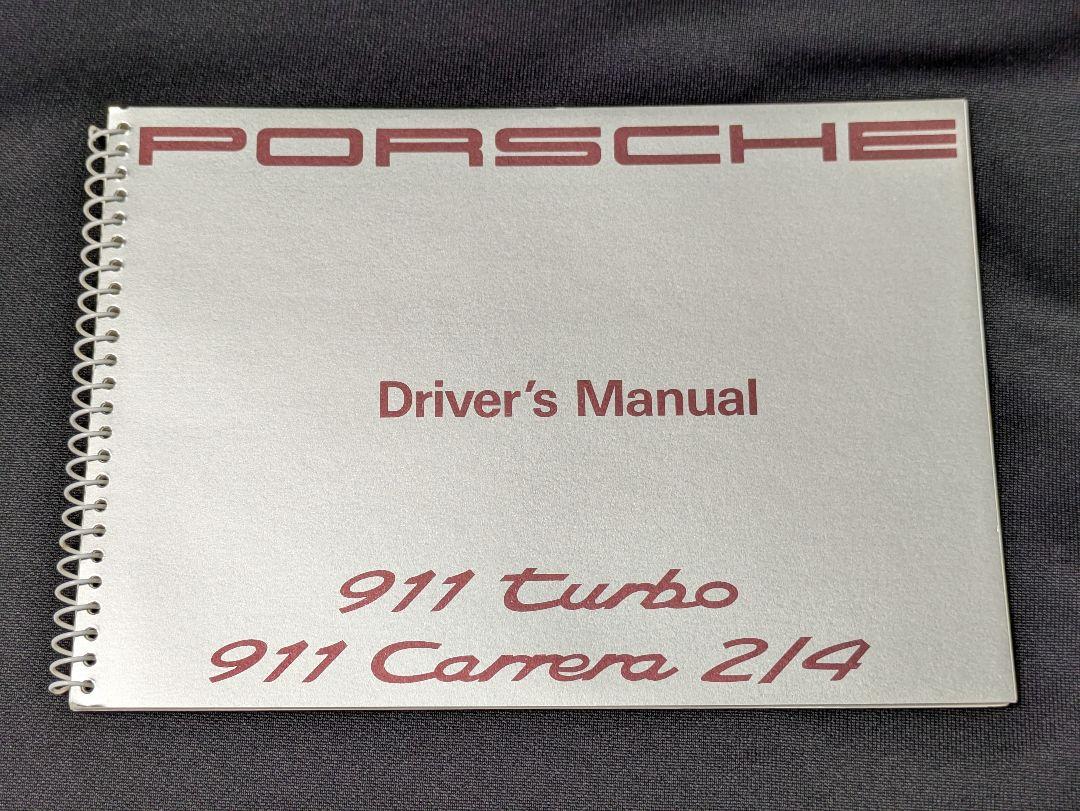 PORSCHE
Driver's Manual
911 turbo
911 Carrera 2/4